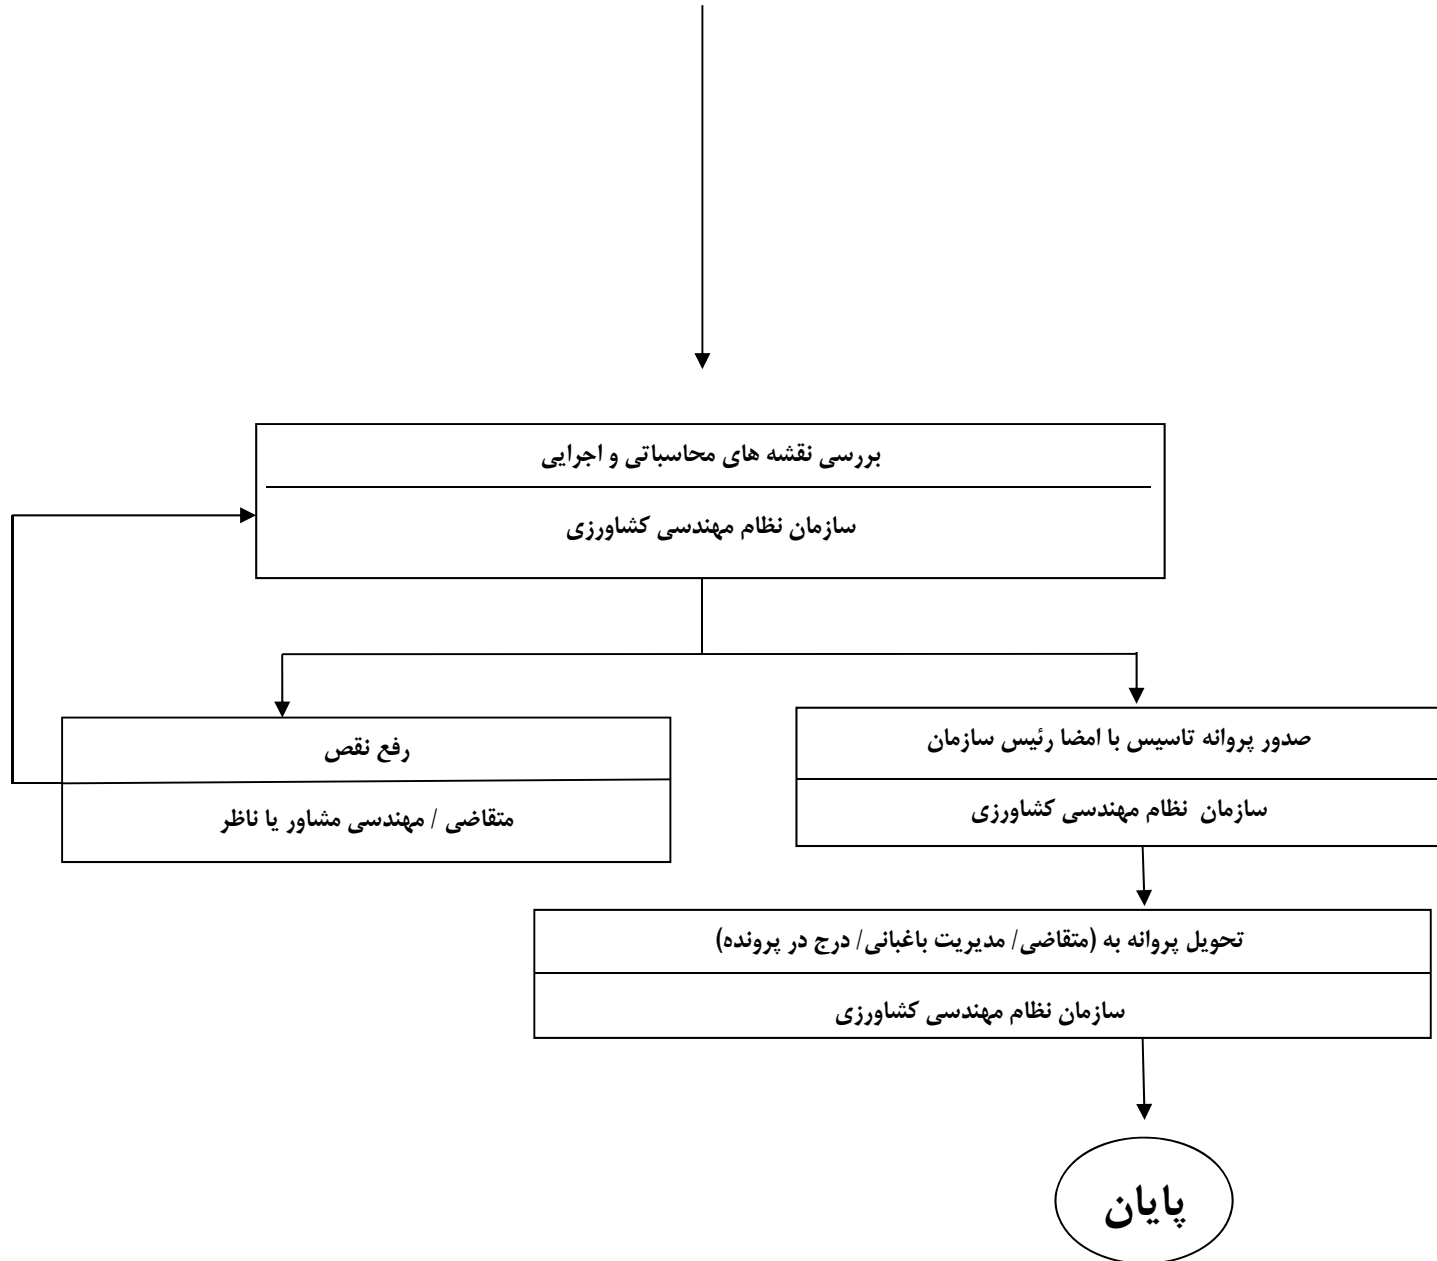 بررسی نقشه های محاسباتی و اجرایی
سازمان نظام مهندسی کشاورزی
صدور پروانه تاسیس با امضا رئیس سازمان
سازمان نظام مهندسی کشاورزی
رفع نقص
متقاضی / مهندسی مشاور یا ناظر
تحویل پروانه به (متقاضی/ مدیریت باغبانی/ درج در پرونده)
سازمان نظام مهندسی کشاورزی
پایان